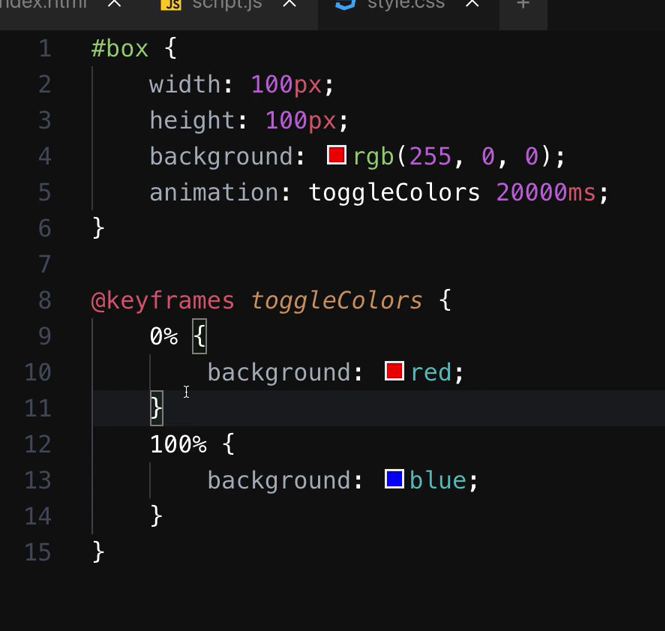 index.html
JS script.js
style.css
+
1 #box {
2 width: 100px;
3 height: 100px;
4 background: rgb(255, 0, 0);
5 animation: toggleColors 20000ms;
6 }
7
8 @keyframes toggleColors {
9 0% {
10 background: red;
11 }
12 100% {
13 background: blue;
14 }
15 }